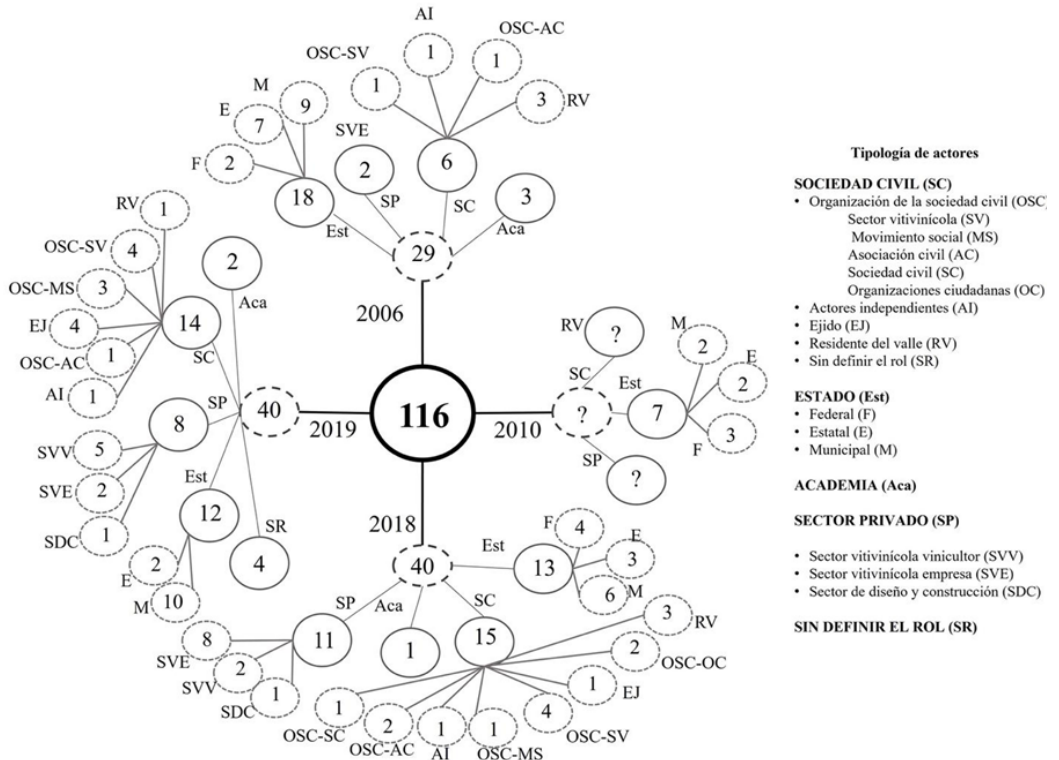 AI
1
OSC-SV
1
OSC-AC
1
3 RV
M
9
E
7
F
2
SVE
2
6
3
18
SP
SC
Est
Aca
29
2006
RV
1
OSC-SV
4
OSC-MS
3
EJ
4
OSC-AC
1
AI
1
14
SC
2
Aca
SP
8
SVV
5
SVE
2
SDC
1
40
2019
Est
12
E
2
M
10
SR
4
116
2010
RV
?
SC
?
Est
7
M
2
E
2
F
3
SP
?
2018
40
Est
13
F
4
E
3
6 M
SP
11
SVE
8
SVV
2
SDC
1
Aca
1
SC
15
3 RV
2
OSC-OC
1
EJ
4
OSC-SV
1
OSC-MS
1
AI
2
OSC-AC
1
OSC-SC
Tipología de actores
SOCIEDAD CIVIL (SC)
• Organización de la sociedad civil (OSC)
Sector vitivinícola (SV)
Movimiento social (MS)
Asociación civil (AC)
Sociedad civil (SC)
Organizaciones ciudadanas (OC)
• Actores independientes (AI)
• Ejido (EJ)
• Residente del valle (RV)
• Sin definir el rol (SR)
ESTADO (Est)
• Federal (F)
• Estatal (E)
• Municipal (M)
ACADEMIA (Aca)
SECTOR PRIVADO (SP)
• Sector vitivinícola vinicultor (SVV)
• Sector vitivinícola empresa (SVE)
• Sector de diseño y construcción (SDC)
SIN DEFINIR EL ROL (SR)